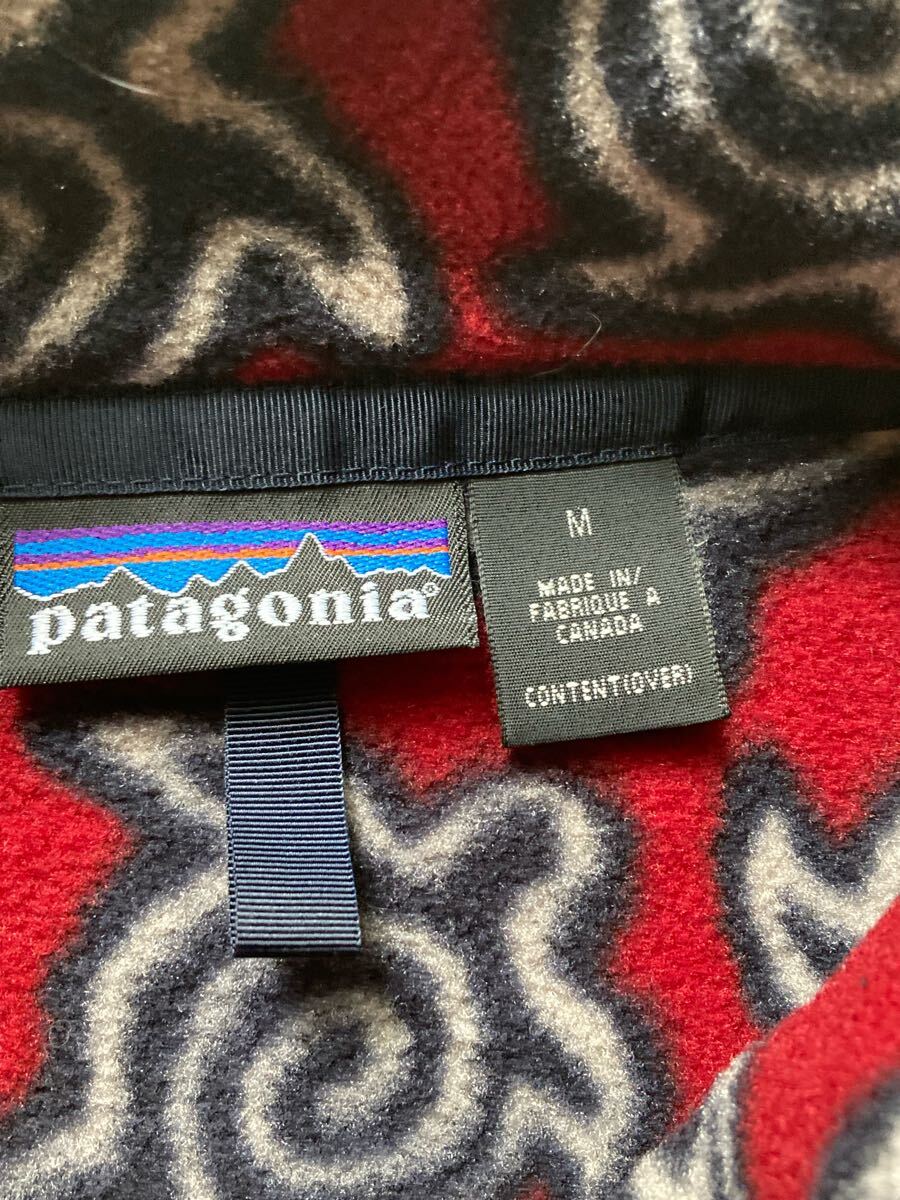 patagonia®
M
MADE IN/
FABRIQUE A
CANADA
CONTENT(OVER)